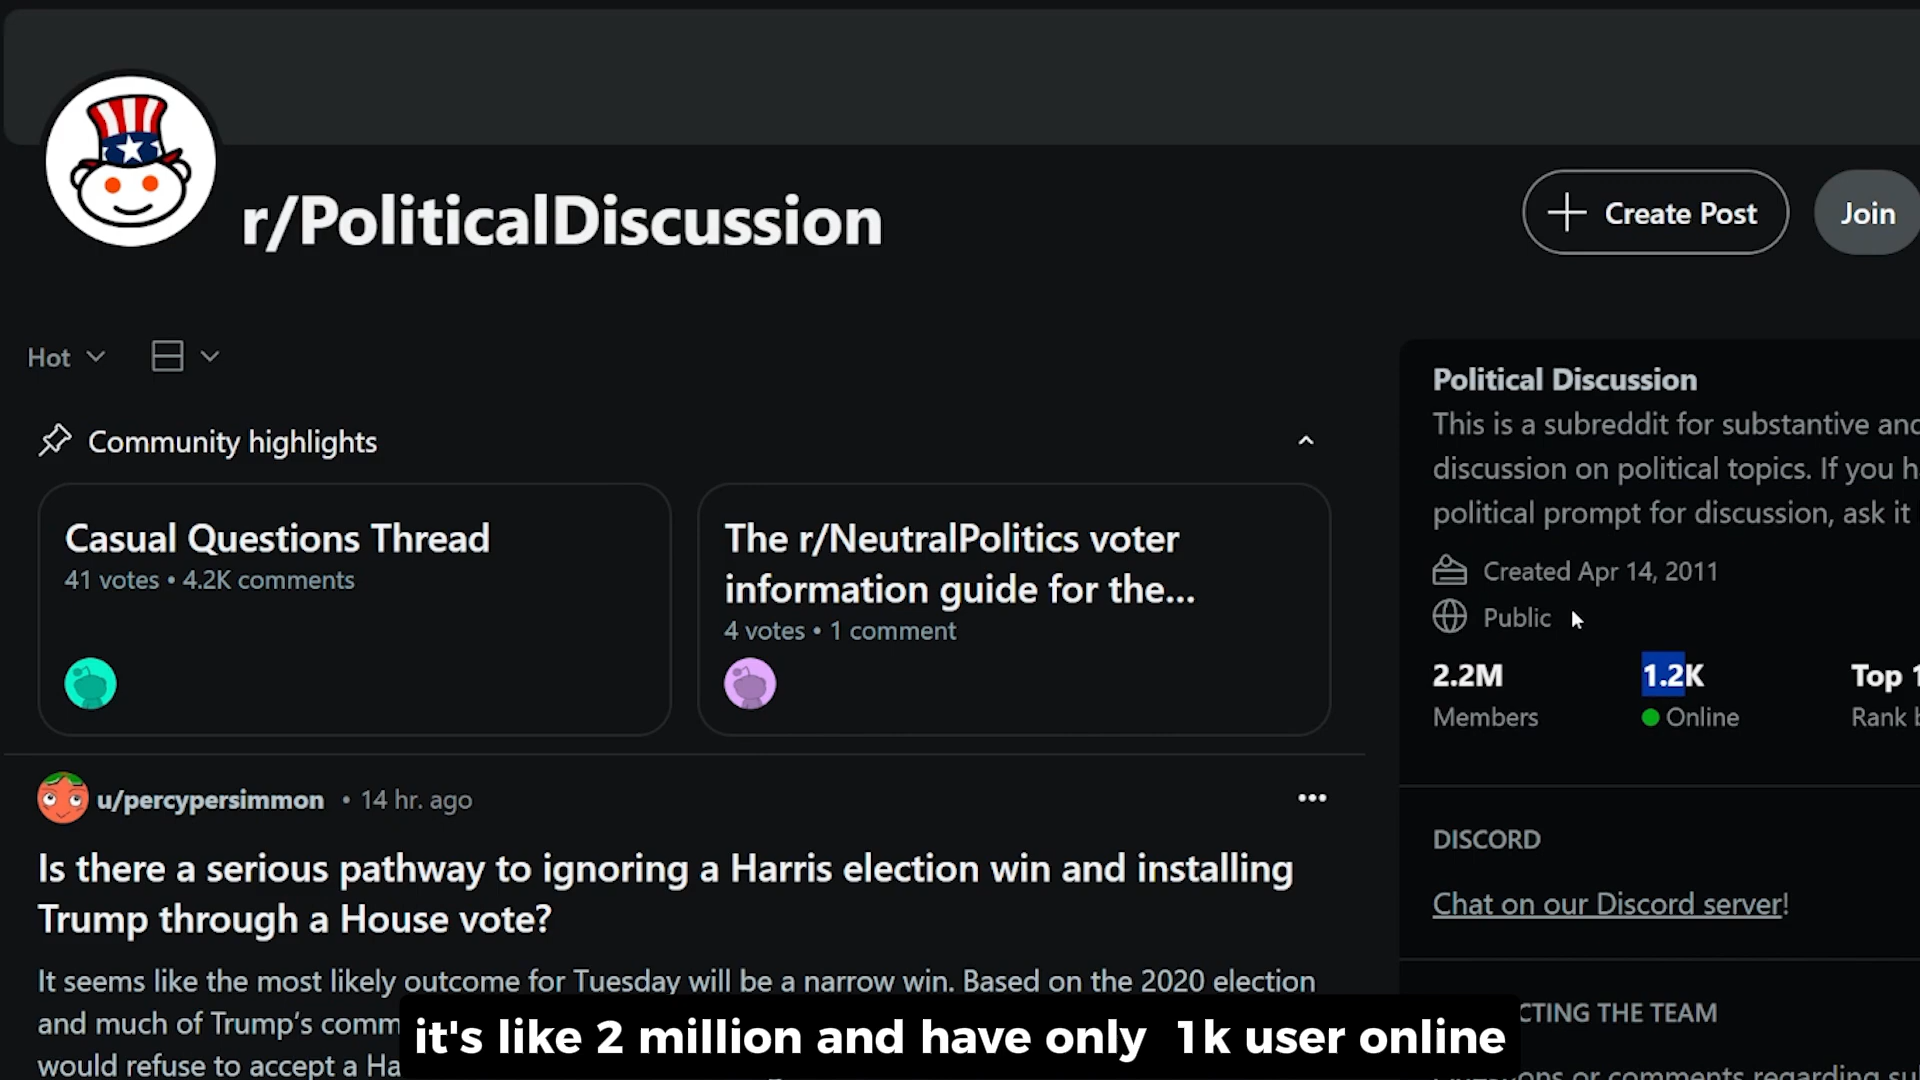 r/PoliticalDiscussion
Create Post
Join
Hot
Community highlights
Casual Questions Thread
41 votes • 4.2K comments
The r/NeutralPolitics voter
information guide for the...
4 votes • 1 comment
u/percypersimmon • 14 hr. ago
Is there a serious pathway to ignoring a Harris election win and installing
Trump through a House vote?
It seems like the most likely outcome for Tuesday will be a narrow win. Based on the 2020 election
and much of Trump's comm
would refuse to accept a Ha
Political Discussion
This is a subreddit for substantive and
discussion on political topics. If you h
political prompt for discussion, ask it
Created Apr 14, 2011
Public
2.2M 1.2K Top 1
Members Online Rank b
DISCORD
Chat on our Discord server!
CTING THE TEAM
it's like 2 million and have only 1k user online
or comments regarding su